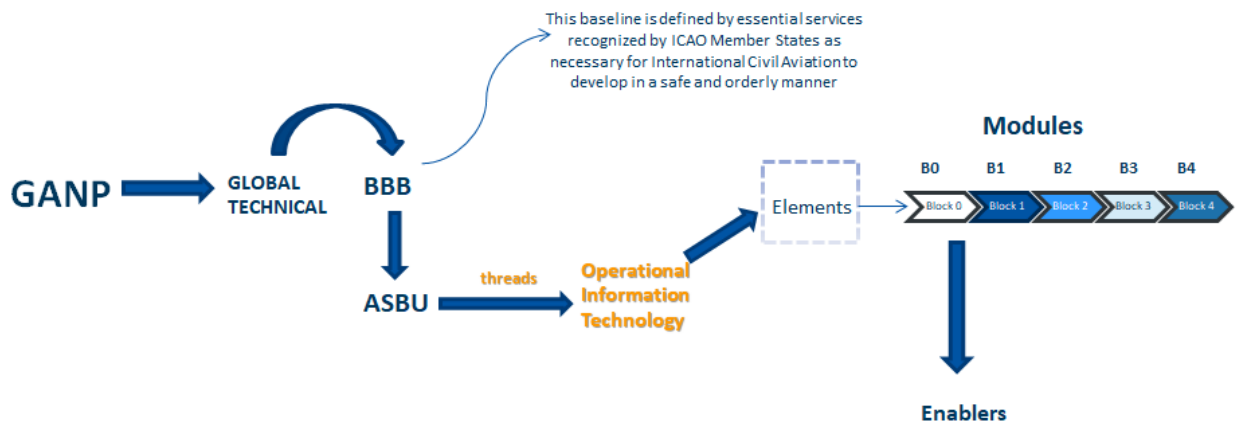 This baseline is defined by essential services
recognized by ICAO Member States as
necessary for International Civil Aviation to
develop in a safe and orderly manner
GANP
GLOBAL
TECHNICAL
BBB
ASBU
threads
Operational
Information
Technology
Elements
Modules
B0 B1 B2 B3 B4
Block 0 Block 1 Block 2 Block 3 Block 4
Enablers